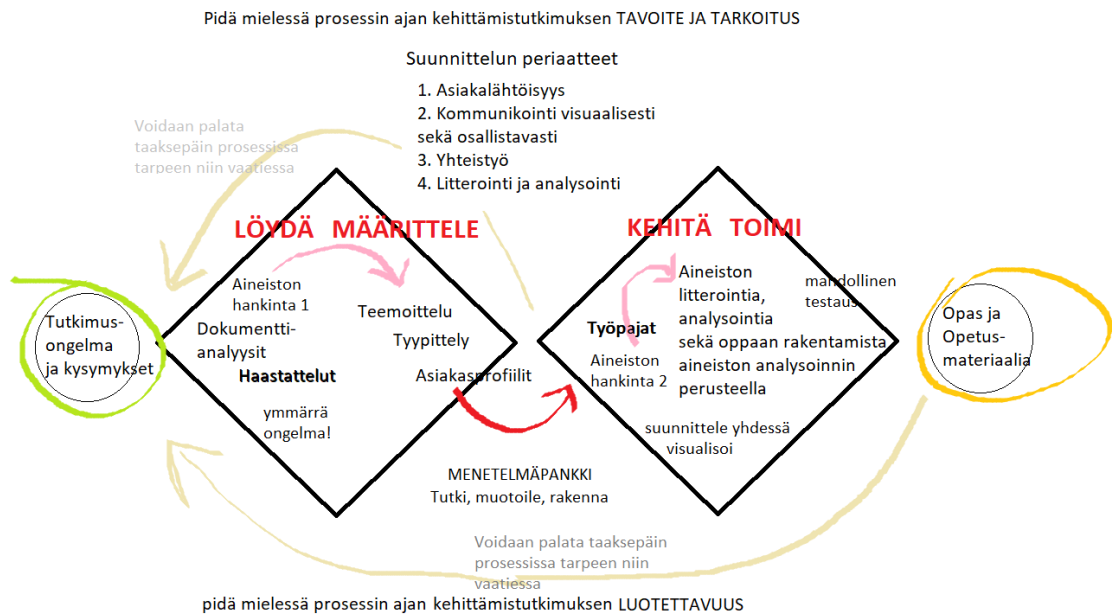 Pidä mielessä prosessin ajan kehittämistutkimuksen TAVOITE JA TARKOITUS
Suunnittelun periaatteet
1. Asiakalähtöisyys
2. Kommunikointi visuaalisesti
sekä osallistavasti
3. Yhteistyö
4. Litterointi ja analysointi
Voidaan palata
taaksepäin prosessissa
tarpeen niin vaatiessa
LÖYDÄ MÄÄRITTELE
KEHITÄ TOIMI
Tutkimus-
ongelma
ja kysymykset
Aineiston
hankinta 1
Dokumentti-
analyysit
Haastattelut
ymmärrä
ongelma!
Teemoittelu
Tyypittely
Asiakasprofiilit
Työpajat
Aineiston
hankinta 2
Aineiston
litterointia,
analysointia
sekä oppaan rakentamista
aineiston analysoinnin
perusteella
mahdollinen
testaus
suunnittele yhdessä
visualisoi
Opas ja
Opetus-
materiaalia
MENETELMÄPANKKI
Tutki, muotoile, rakenna
Voidaan palata taaksepäin
prosessissa tarpeen niin
vaatiessa
pidä mielessä prosessin ajan kehittämistutkimuksen LUOTETTAVUUS